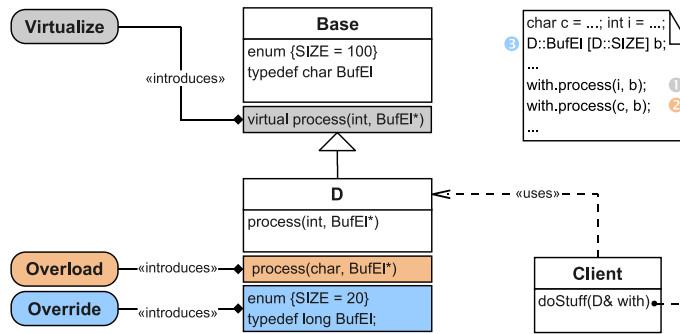 Virtualize
«introduces»
Base
enum {SIZE = 100}
typedef char BufEl
virtual process(int, BufEl*)
char c = ...; int i = ...;
3 D::BufEl [D::SIZE] b;
...
with.process(i, b); 1
with.process(c, b); 2
...
D
process(int, BufEl*)
«uses»
Overload
«introduces»
process(char, BufEl*)
Override
«introduces»
enum {SIZE = 20}
typedef long BufEl;
Client
doStuff(D& with)